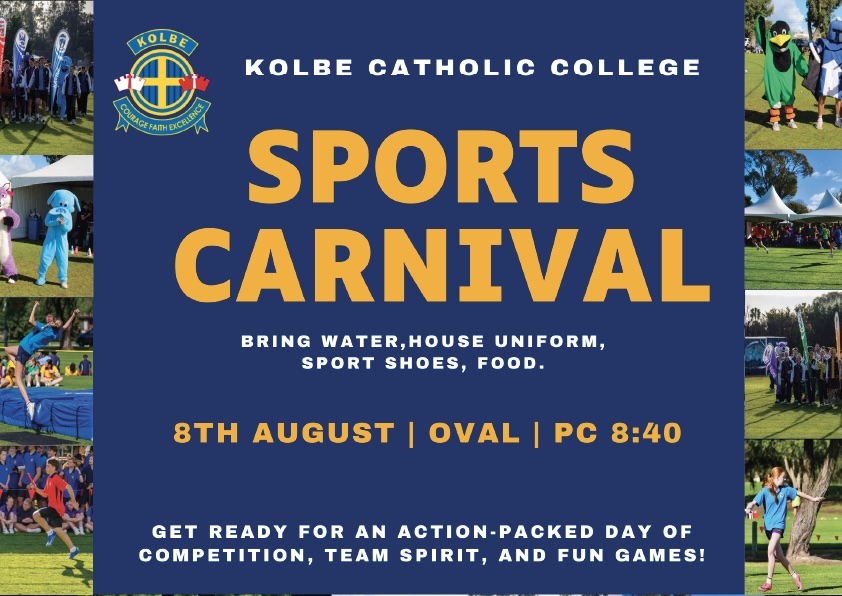 KOLBE
COURAGE FAITH EXCELLENCE
KOLBE CATHOLIC COLLEGE
SPORTS
CARNIVAL
BRING WATER,HOUSE UNIFORM,
SPORT SHOES, FOOD.
8TH AUGUST | OVAL | PC 8:40
GET READY FOR AN ACTION-PACKED DAY OF
COMPETITION, TEAM SPIRIT, AND FUN GAMES!